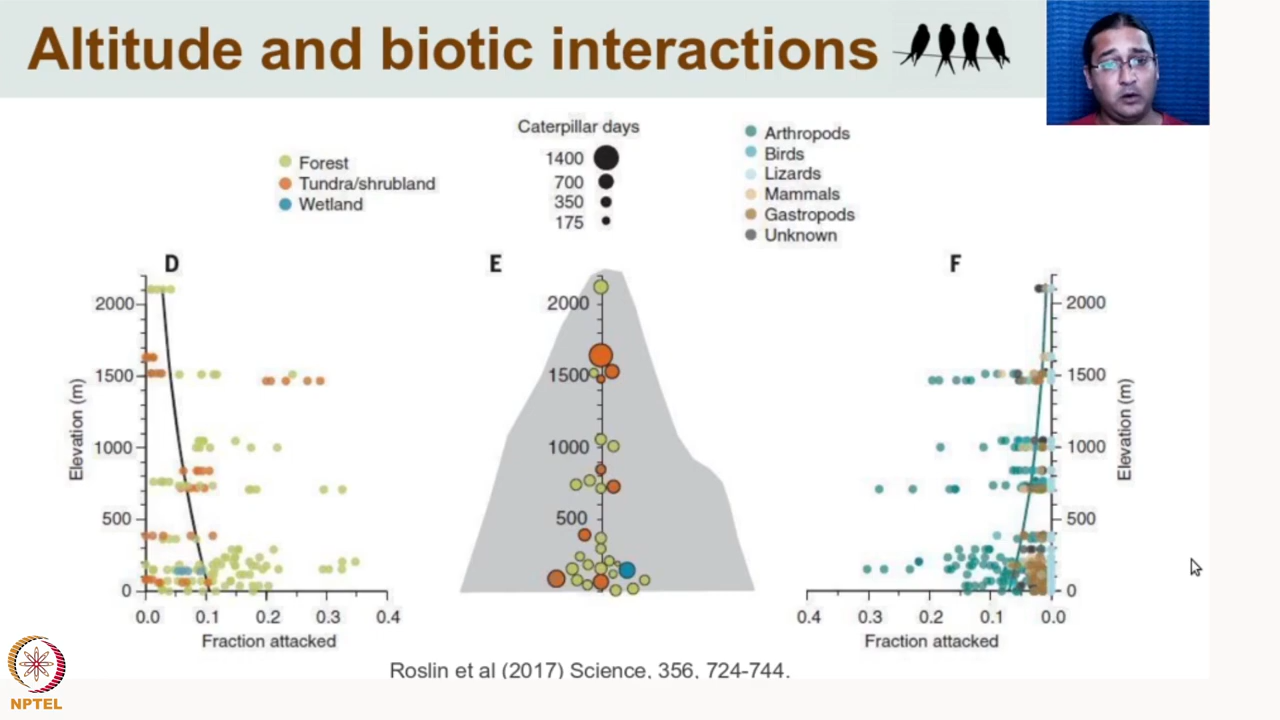 Altitude and biotic interactions
Caterpillar days
1400
700
350
175
Forest
Tundra/shrubland
Wetland
Arthropods
Birds
Lizards
Mammals
Gastropods
Unknown
D
2000
1500
1000
500
0
Elevation (m)
0.0 0.1 0.2 0.3 0.4
Fraction attacked
E
2000
1500
1000
500
F
2000
1500
1000
500
0
Elevation (m)
0.4 0.3 0.2 0.1 0.0
Fraction attacked
Roslin et al (2017) Science, 356, 724-744.
NPTEL